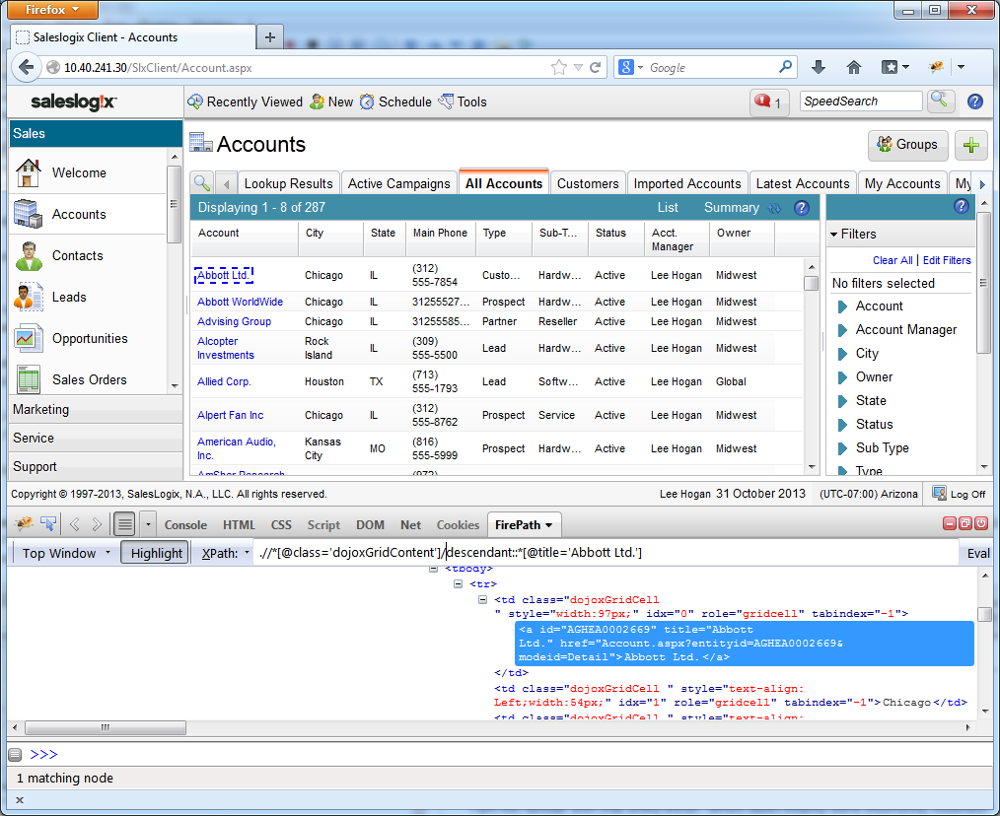 Firefox
Saleslogix Client - Accounts
10.40.241.30/SlxClient/Account.aspx
Google
saleslogix
Recently Viewed New Schedule Tools
1
SpeedSearch
Sales
Welcome
Accounts
Contacts
Leads
Opportunities
Sales Orders
Marketing
Service
Support
Accounts
Groups
Lookup Results Active Campaigns All Accounts Customers Imported Accounts Latest Accounts My Accounts My
Displaying 1 - 8 of 287 List Summary
Account City State Main Phone Type Sub-T... Status Acct. Manager Owner
Abbott Ltd. Chicago IL (312) 555-7854 Custo... Hardw... Active Lee Hogan Midwest
Abbott WorldWide Chicago IL 31255527... Prospect Hardw... Active Lee Hogan Midwest
Advising Group Chicago IL 31255585... Partner Reseller Active Lee Hogan Midwest
Alcopter Investments Rock Island IL (309) 555-5500 Lead Hardw... Active Lee Hogan Midwest
Allied Corp. Houston TX (713) 555-1793 Lead Softw... Active Lee Hogan Global
Alpert Fan Inc Chicago IL (312) 555-8762 Prospect Service Active Lee Hogan Midwest
American Audio, Inc. Kansas City MO (816) 555-5999 Prospect Hardw... Active Lee Hogan Midwest
AmSher Research (972)
Filters
Clear All | Edit Filters
No filters selected
Account
Account Manager
City
Owner
State
Status
Sub Type
Type
Copyright © 1997-2013, SalesLogix, N.A., LLC. All rights reserved.
Lee Hogan 31 October 2013 (UTC-07:00) Arizona Log Off
Console HTML CSS Script DOM Net Cookies FirePath
Top Window Highlight XPath: .//*[@class='dojoxGridContent']/descendant::*[@title='Abbott Ltd.'] Eval
<tbody>
<tr>
<td class="dojoxGridCell
" style="width:97px;" idx="0" role="gridcell" tabindex="-1">
<a id="AGHEA0002669" title="Abbott
Ltd." href="Account.aspx?entityid=AGHEA0002669&
modeid=Detail">Abbott Ltd.</a>
</td>
<td class="dojoxGridCell " style="text-align:
Left;width:54px;" idx="1" role="gridcell" tabindex="-1">Chicago</td>
<td class="dojoxGridCell " style="text-align:
>>>
1 matching node